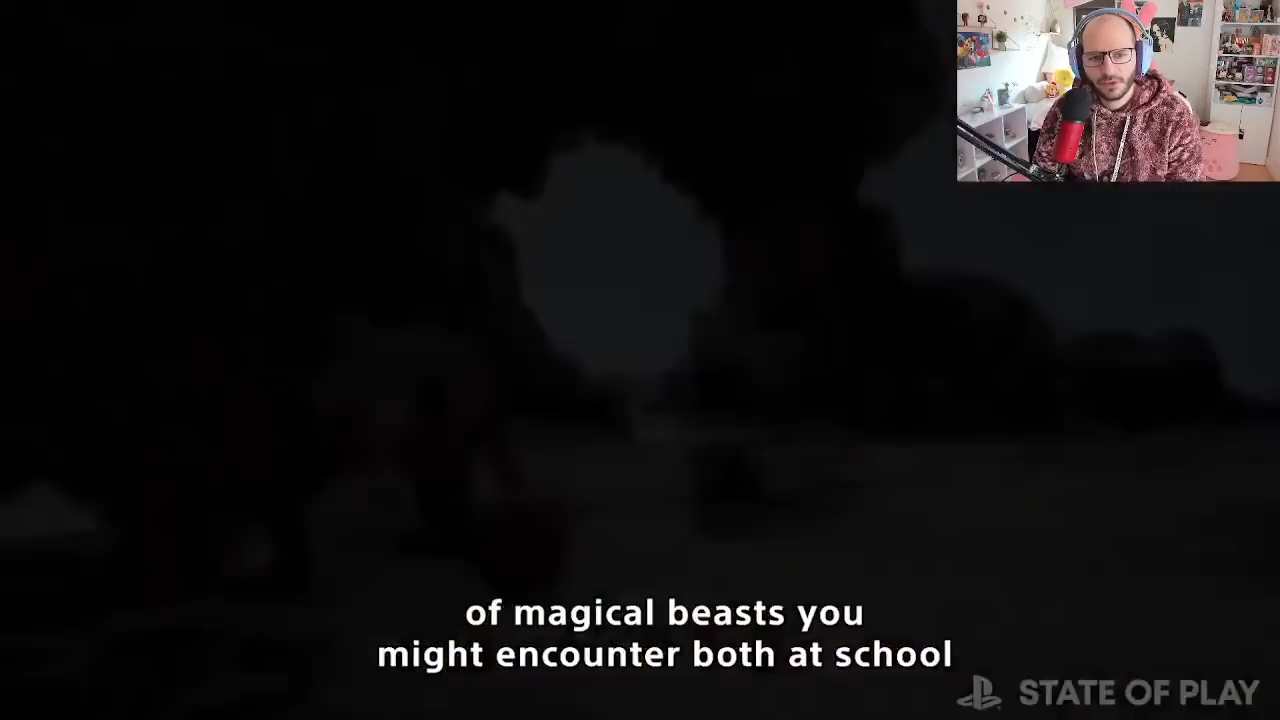 of magical beasts you
might encounter both at school
STATE OF PLAY